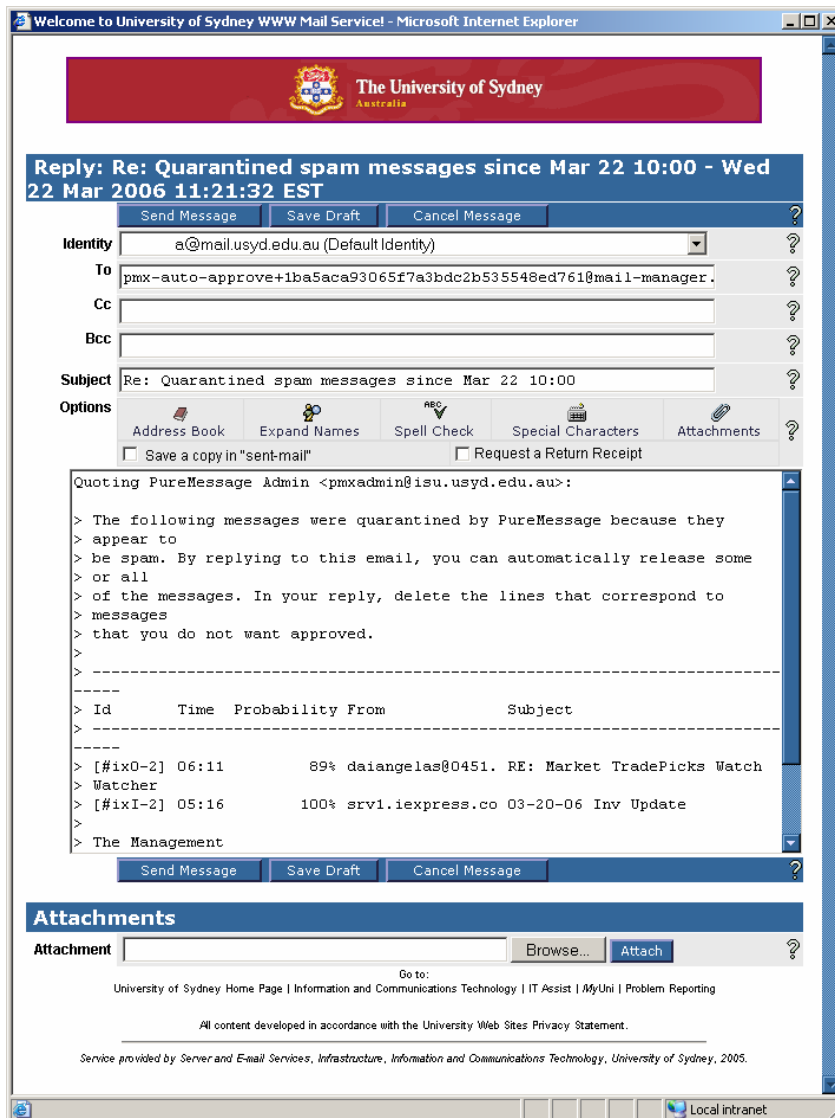 Welcome to University of Sydney WWW Mail Service! - Microsoft Internet Explorer
The University of Sydney
Australia
Reply: Re: Quarantined spam messages since Mar 22 10:00 - Wed
22 Mar 2006 11:21:32 EST
Send Message Save Draft Cancel Message ?
Identity a@mail.usyd.edu.au (Default Identity) ?
To pmx-auto-approve+1ba5aca93065f7a3bdc2b535548ed761@mail-manager. ?
Cc ?
Bcc ?
Subject Re: Quarantined spam messages since Mar 22 10:00 ?
Options
ABC
Address Book Expand Names Spell Check Special Characters Attachments ?
Save a copy in "sent-mail" Request a Return Receipt
Quoting PureMessage Admin <pmxadmin@isu.usyd.edu.au>:
> The following messages were quarantined by PureMessage because they
> appear to
> be spam. By replying to this email, you can automatically release some
> or all
> of the messages. In your reply, delete the lines that correspond to
> messages
> that you do not want approved.
>
> -----------------------------------------------------------------------
-----
> Id Time Probability From Subject
> -----------------------------------------------------------------------
-----
> [#ixO-2] 06:11 89% daiangelas@0451. RE: Market TradePicks Watch
> Watcher
> [#ixI-2] 05:16 100% srv1.iexpress.co 03-20-06 Inv Update
>
> The Management
Send Message Save Draft Cancel Message ?
Attachments
Attachment Browse... Attach ?
Go to:
University of Sydney Home Page | Information and Communications Technology | IT Assist | MyUni | Problem Reporting
All content developed in accordance with the University Web Sites Privacy Statement.
Service provided by Server and E-mail Services, Infrastructure, Information and Communications Technology, University of Sydney, 2005.
Local intranet